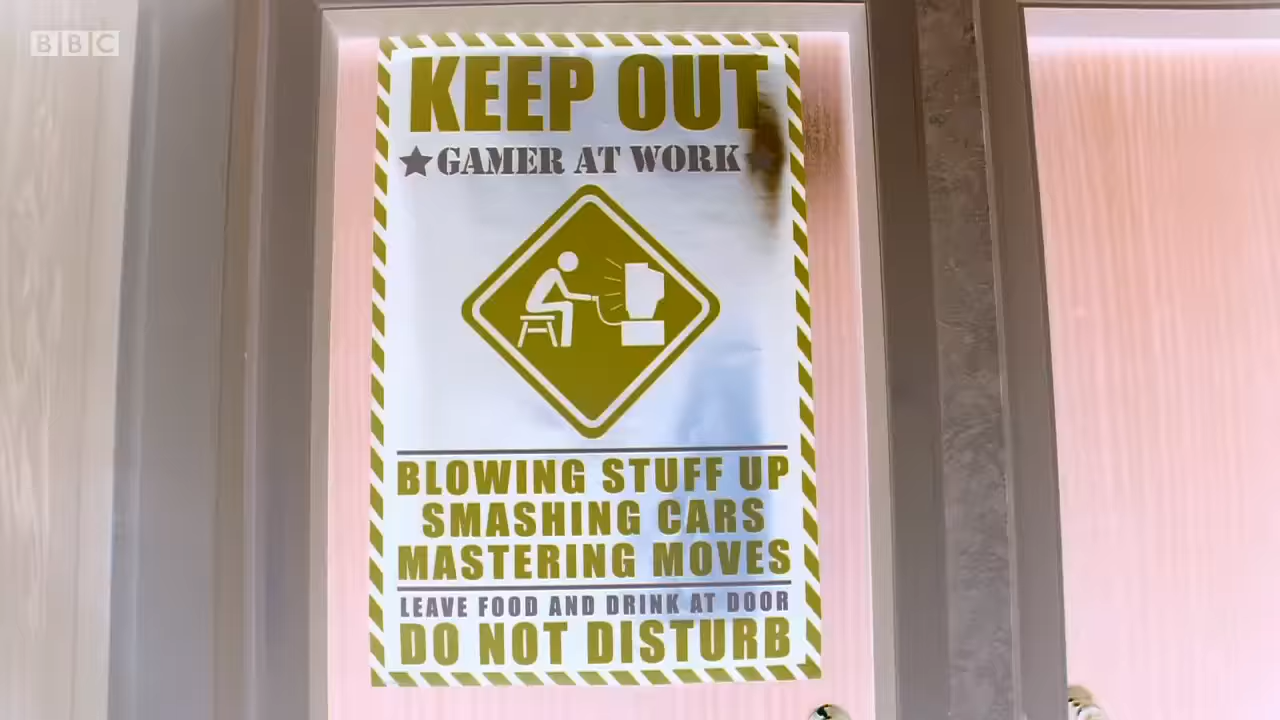 BBC
KEEP OUT
GAMER AT WORK
BLOWING STUFF UP
SMASHING CARS
MASTERING MOVES
LEAVE FOOD AND DRINK AT DOOR
DO NOT DISTURB